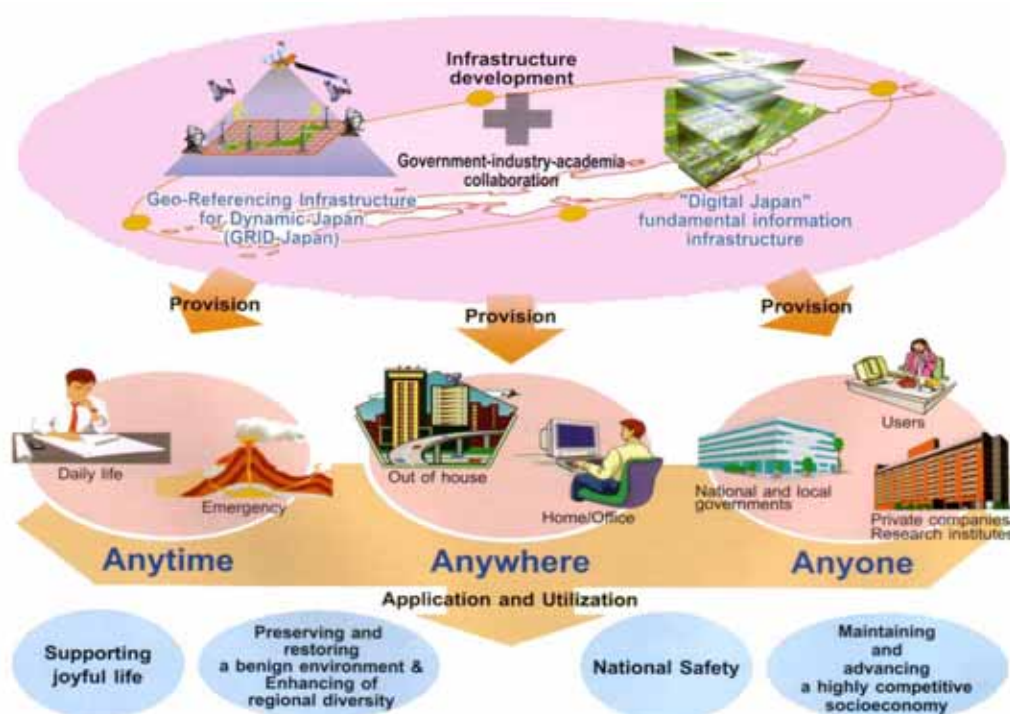 Infrastructure
development
Government-industry-academia
collaboration
Geo-Referencing Infrastructure
for Dynamic-Japan
(GRID-Japan)
"Digital Japan"
fundamental information
infrastructure
Provision
Provision
Provision
Daily life
Emergency
Anytime
Out of house
Home/Office
Anywhere
Users
National and local
governments
Private companies/
Research institutes
Anyone
Application and Utilization
Supporting
joyful life
Preserving and
restoring
a benign environment &
Enhancing of
regional diversity
National Safety
Maintaining
and
advancing
a highly competitive
socioeconomy